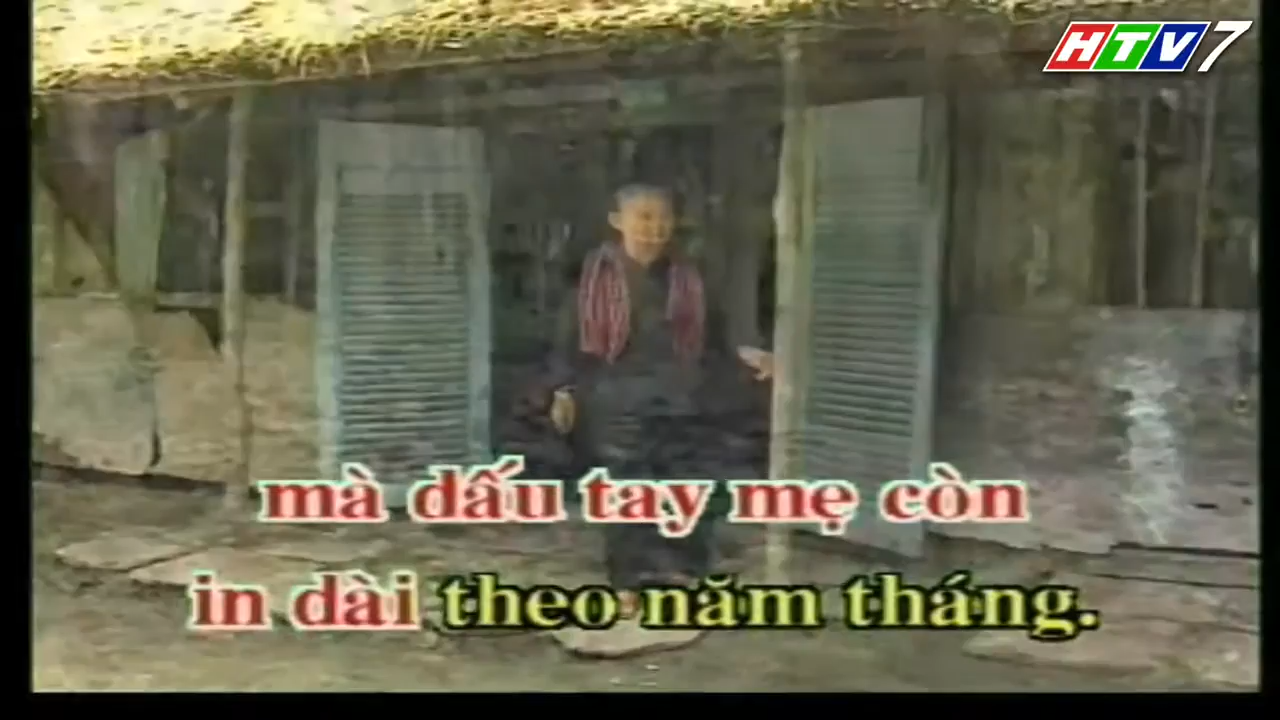 HTV7
mà dấu tay mẹ còn
in dài theo năm tháng.